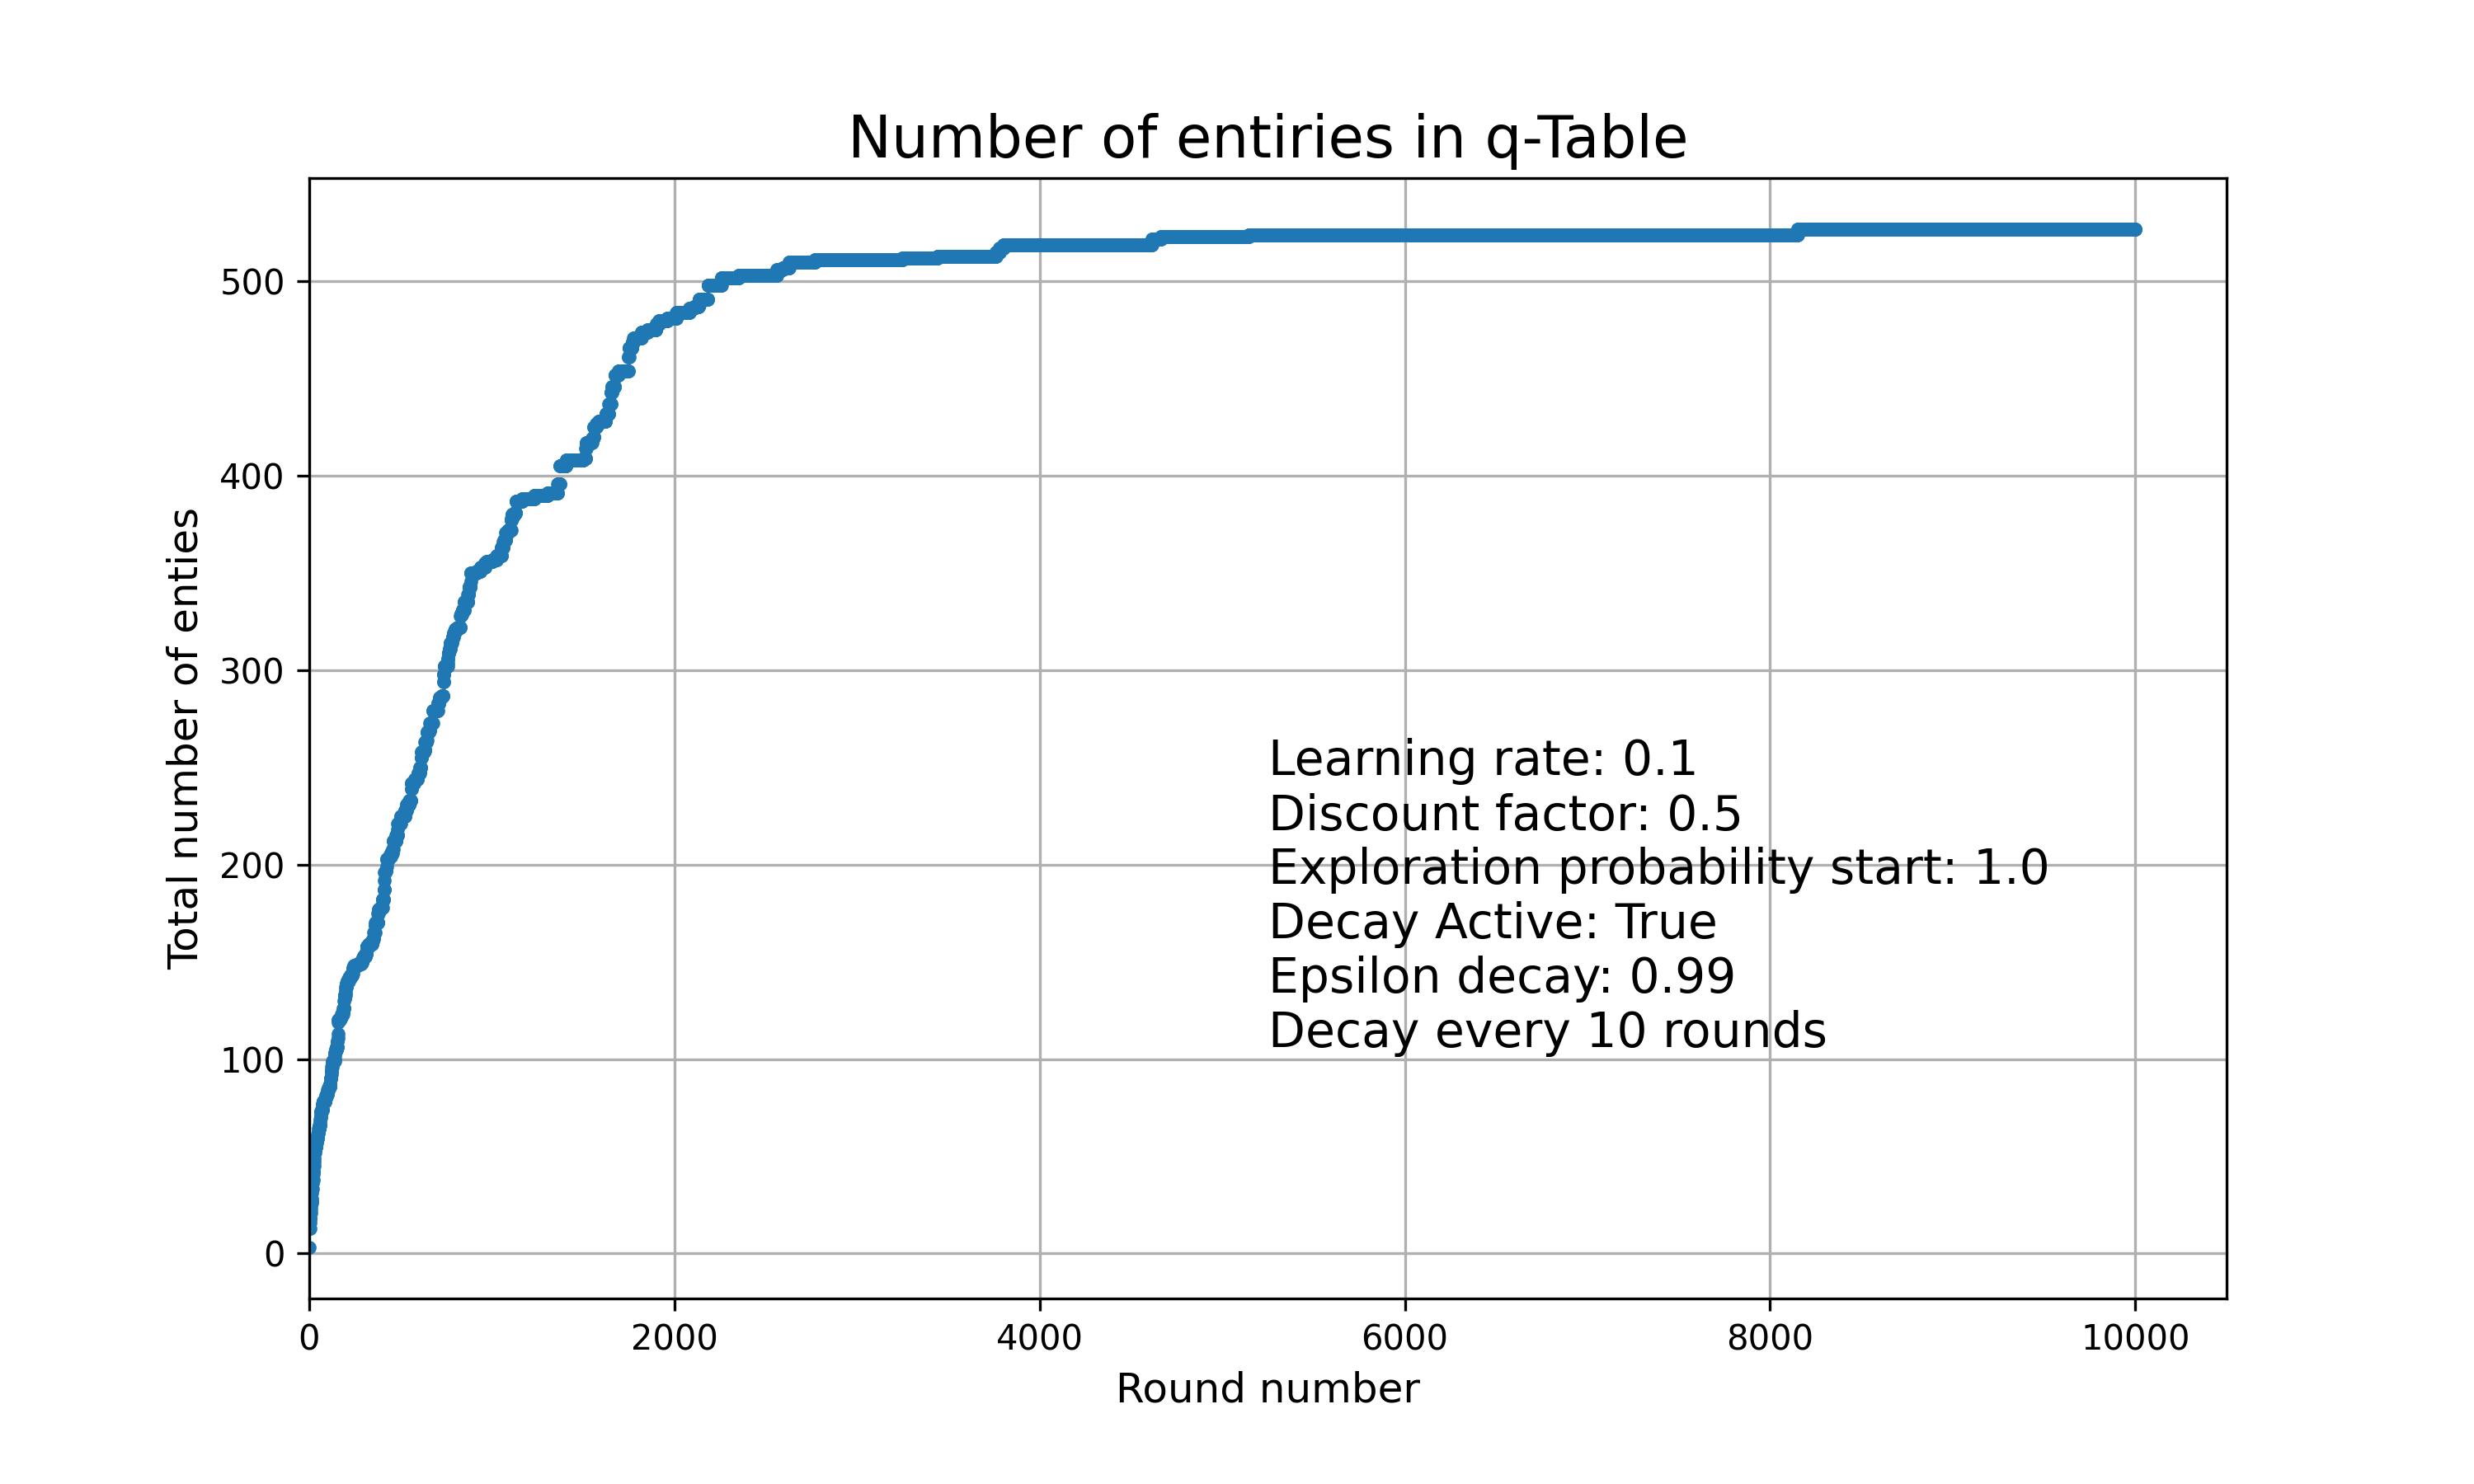 Number of entiries in q-Table
Total number of enties
500
400
300
200
100
0
Learning rate: 0.1
Discount factor: 0.5
Exploration probability start: 1.0
Decay Active: True
Epsilon decay: 0.99
Decay every 10 rounds
0 2000 4000 6000 8000 10000
Round number